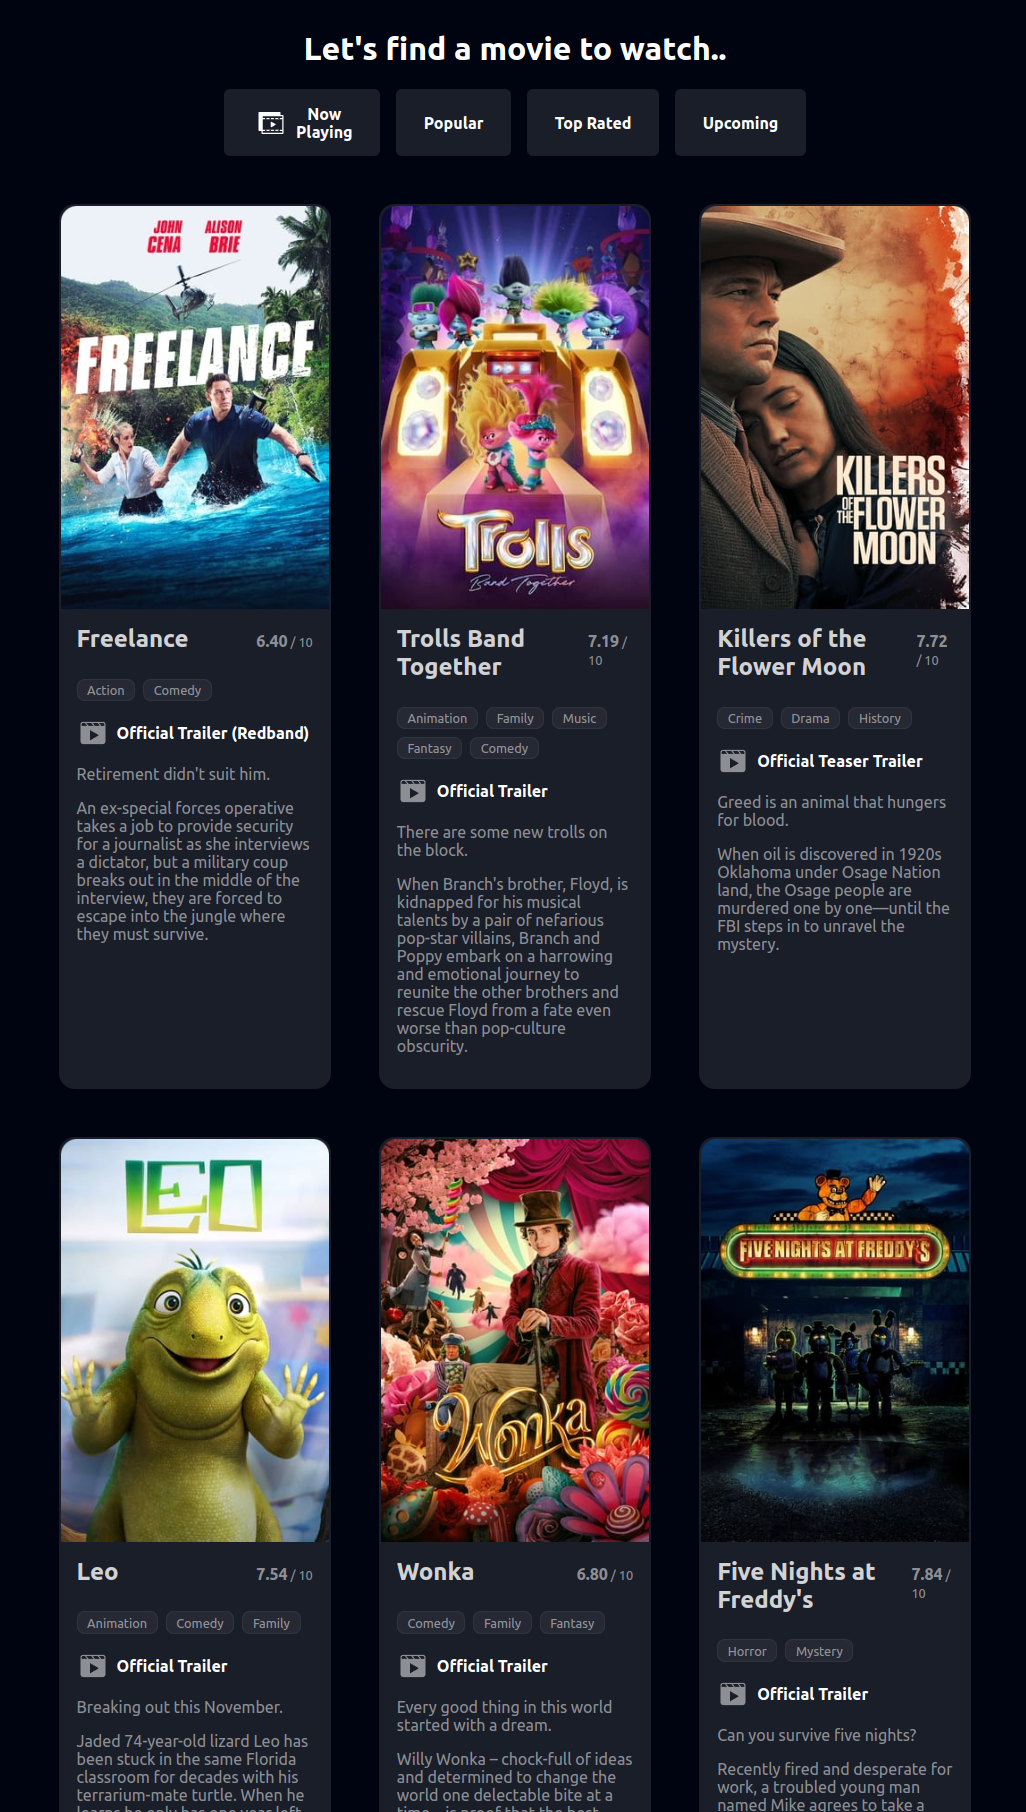 Let's find a movie to watch..
Now
Playing
Popular
Top Rated
Upcoming
JOHN
CENA
ALISON
BRIE
FREELANCE
Freelance
6.40 / 10
Action
Comedy
Official Trailer (Redband)
Retirement didn't suit him.
An ex-special forces operative
takes a job to provide security
for a journalist as she interviews
a dictator, but a military coup
breaks out in the middle of the
interview, they are forced to
escape into the jungle where
they must survive.
Trolls
Band Together
Trolls Band
Together
7.19 /
10
Animation
Family
Music
Fantasy
Comedy
Official Trailer
There are some new trolls on
the block.
When Branch's brother, Floyd, is
kidnapped for his musical
talents by a pair of nefarious
pop-star villains, Branch and
Poppy embark on a harrowing
and emotional journey to
reunite the other brothers and
rescue Floyd from a fate even
worse than pop-culture
obscurity.
KILLERS
OF THE FLOWER
MOON
Killers of the
Flower Moon
7.72
/ 10
Crime
Drama
History
Official Teaser Trailer
Greed is an animal that hungers
for blood.
When oil is discovered in 1920s
Oklahoma under Osage Nation
land, the Osage people are
murdered one by one—until the
FBI steps in to unravel the
mystery.
LEO
Leo
7.54 / 10
Animation
Comedy
Family
Official Trailer
Breaking out this November.
Jaded 74-year-old lizard Leo has
been stuck in the same Florida
classroom for decades with his
terrarium-mate turtle. When he
learns he only has one year left
Wonka
Wonka
6.80 / 10
Comedy
Family
Fantasy
Official Trailer
Every good thing in this world
started with a dream.
Willy Wonka – chock-full of ideas
and determined to change the
world one delectable bite at a
time – is proof that the best
FIVE NIGHTS AT FREDDY'S
Five Nights at
Freddy's
7.84 /
10
Horror
Mystery
Official Trailer
Can you survive five nights?
Recently fired and desperate for
work, a troubled young man
named Mike agrees to take a